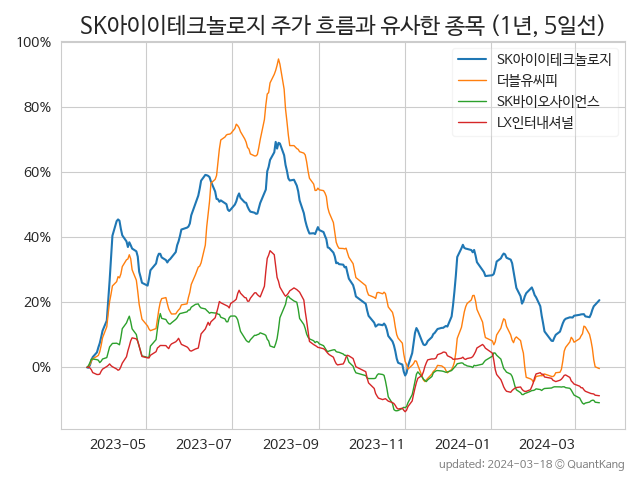 SK아이이테크놀로지 주가 흐름과 유사한 종목 (1년, 5일선)
100%
80%
60%
40%
20%
0%
SK아이이테크놀로지
더블유씨피
SK바이오사이언스
LX인터내셔널
2023-05
2023-07
2023-09
2023-11
2024-01
2024-03
updated: 2024-03-18 © QuantKang